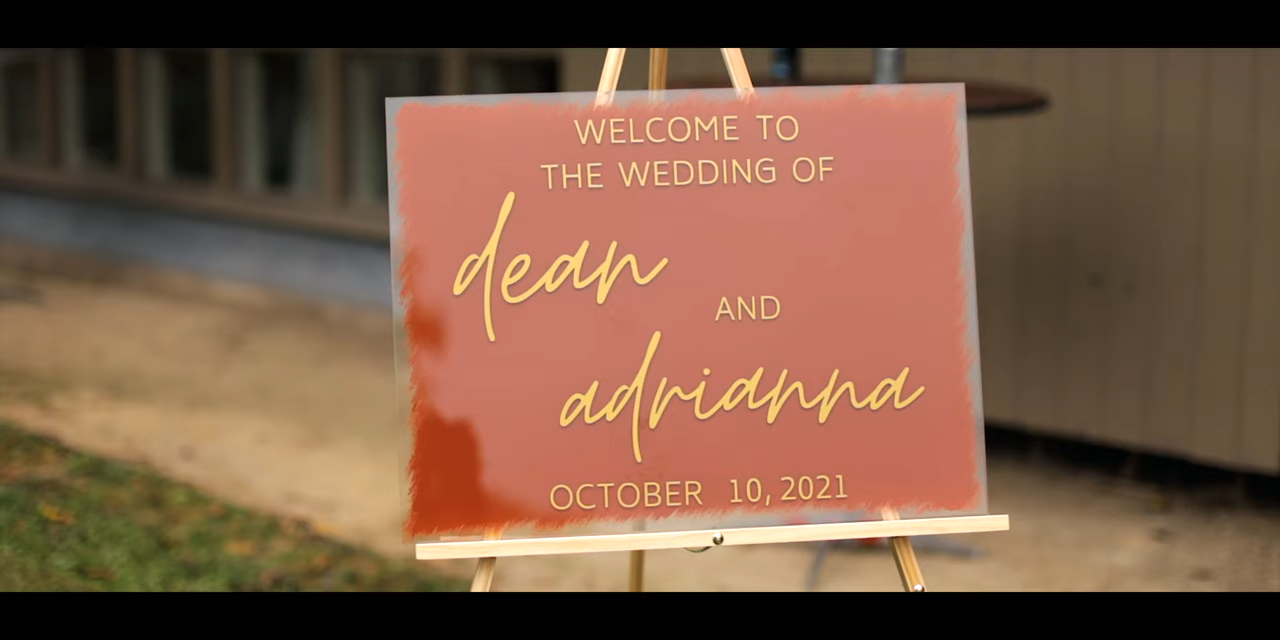 WELCOME TO
THE WEDDING OF
dean
AND
adrianna
OCTOBER 10, 2021